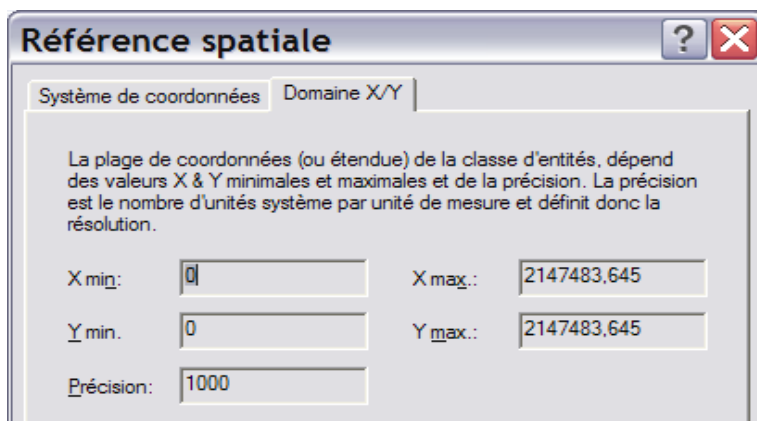 Référence spatiale
Système de coordonnées Domaine X/Y
La plage de coordonnées (ou étendue) de la classe d'entités, dépend
des valeurs X & Y minimales et maximales et de la précision. La précision
est le nombre d'unités système par unité de mesure et définit donc la
résolution.
X min: 0 X max.: 2147483,645
Y min. 0 Y max.: 2147483,645
Précision: 1000